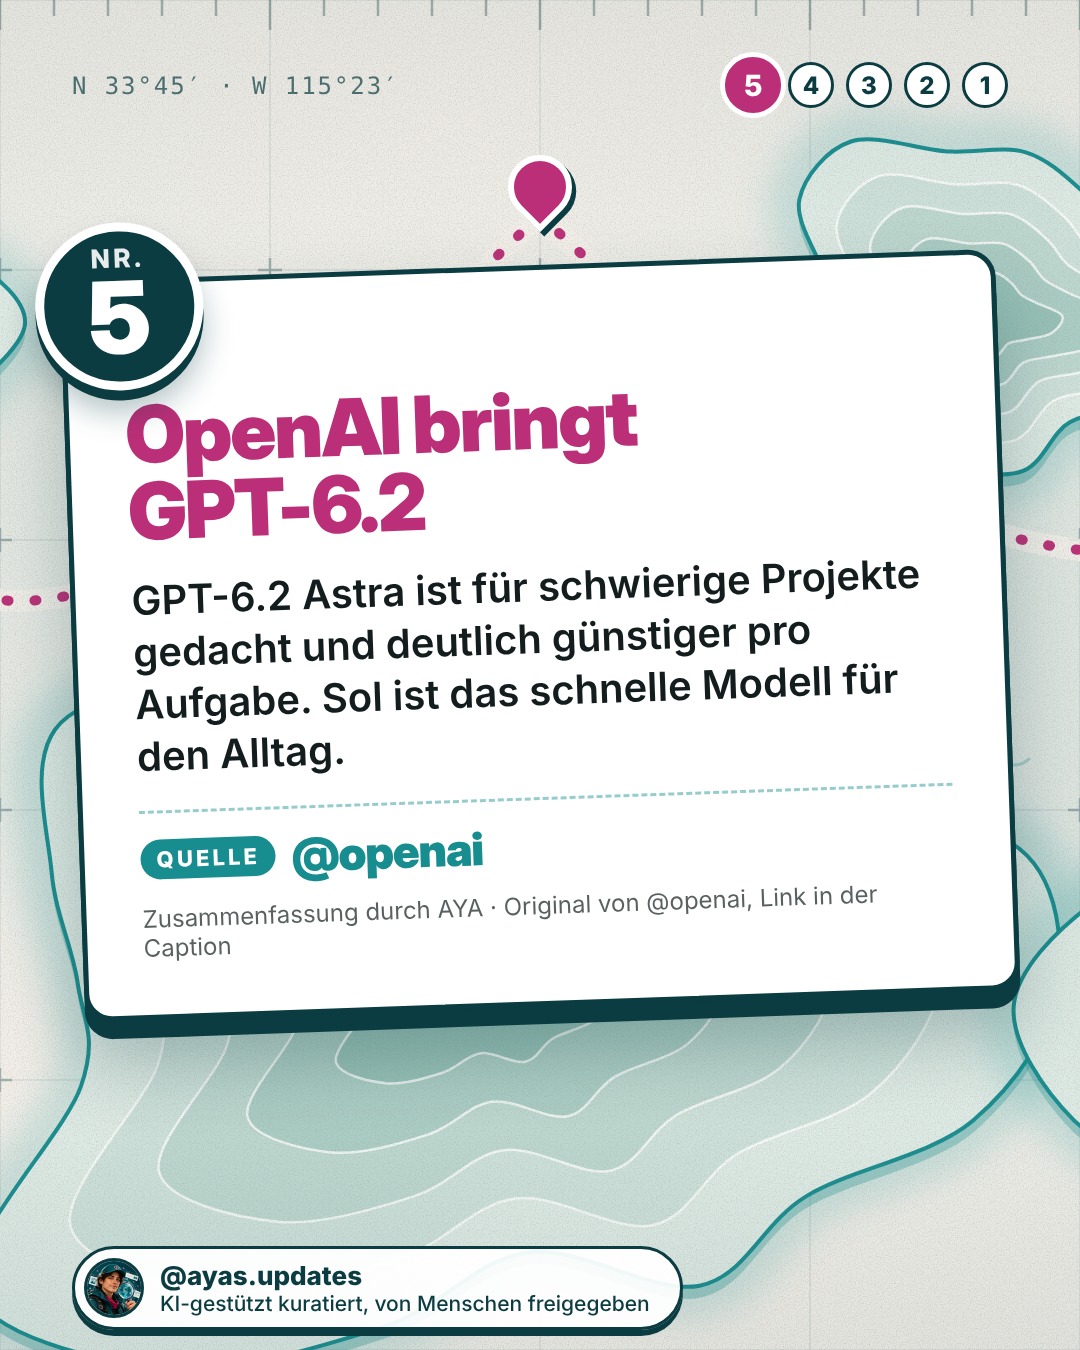 N 33°45′ · W 115°23′
5 4 3 2 1
NR.
5
OpenAI bringt
GPT-6.2
GPT-6.2 Astra ist für schwierige Projekte
gedacht und deutlich günstiger pro
Aufgabe. Sol ist das schnelle Modell für
den Alltag.
QUELLE @openai
Zusammenfassung durch AYA · Original von @openai, Link in der
Caption
@ayas.updates
KI-gestützt kuratiert, von Menschen freigegeben